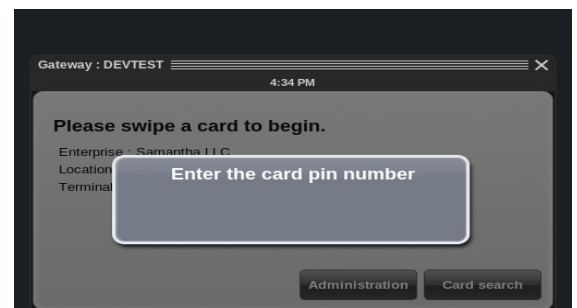 Gateway : DEVTEST
4:34 PM
Please swipe a card to begin.
Enterprise : Samantha LLC
Location
Enter the card pin number
Terminal
Administration
Card search